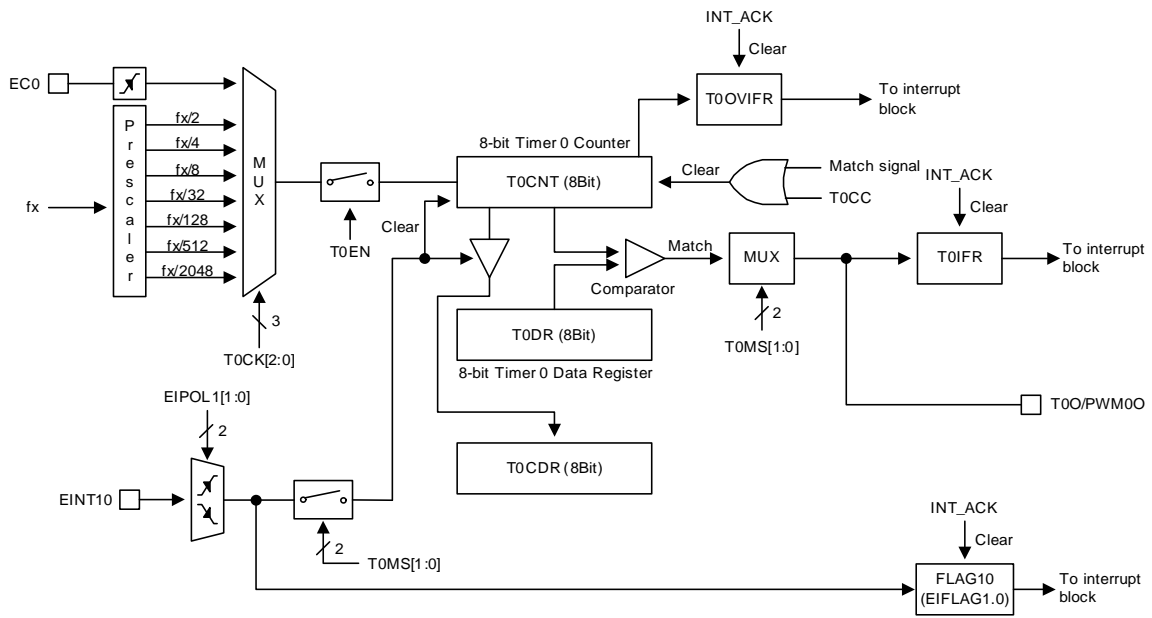 INT_ACK
Clear
EC0
T0OVIFR
To interrupt
block
Prescaler
fx/2
fx/4
fx/8
fx/32
fx/128
fx/512
fx/2048
fx
MUX
8-bit Timer 0 Counter
T0CNT (8Bit)
Clear
Match signal
T0CC
INT_ACK
Clear
T0EN
Clear
Match
MUX
T0IFR
To interrupt
block
Comparator
2
T0MS[1:0]
3
T0CK[2:0]
T0DR (8Bit)
8-bit Timer 0 Data Register
EIPOL1[1:0]
2
T0O/PWM0O
T0CDR (8Bit)
EINT10
2
T0MS[1:0]
INT_ACK
Clear
FLAG10
(EIFLAG1.0)
To interrupt
block